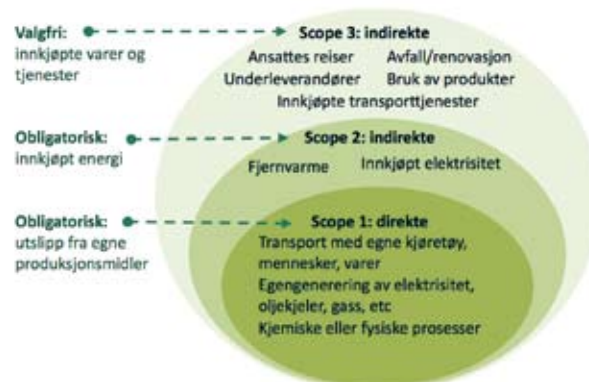 Valgfri:
innkjøpte varer og
tjenester
Scope 3: indirekte
Ansattes reiser Avfall/renovasjon
Underleverandører Bruk av produkter
Innkjøpte transporttjenester
Obligatorisk:
innkjøpt energi
Scope 2: indirekte
Fjernvarme Innkjøpt elektrisitet
Obligatorisk:
utslipp fra egne
produksjonsmidler
Scope 1: direkte
Transport med egne kjøretøy,
mennesker, varer
Egengenerering av elektrisitet,
oljekjeler, gass, etc
Kjemiske eller fysiske prosesser